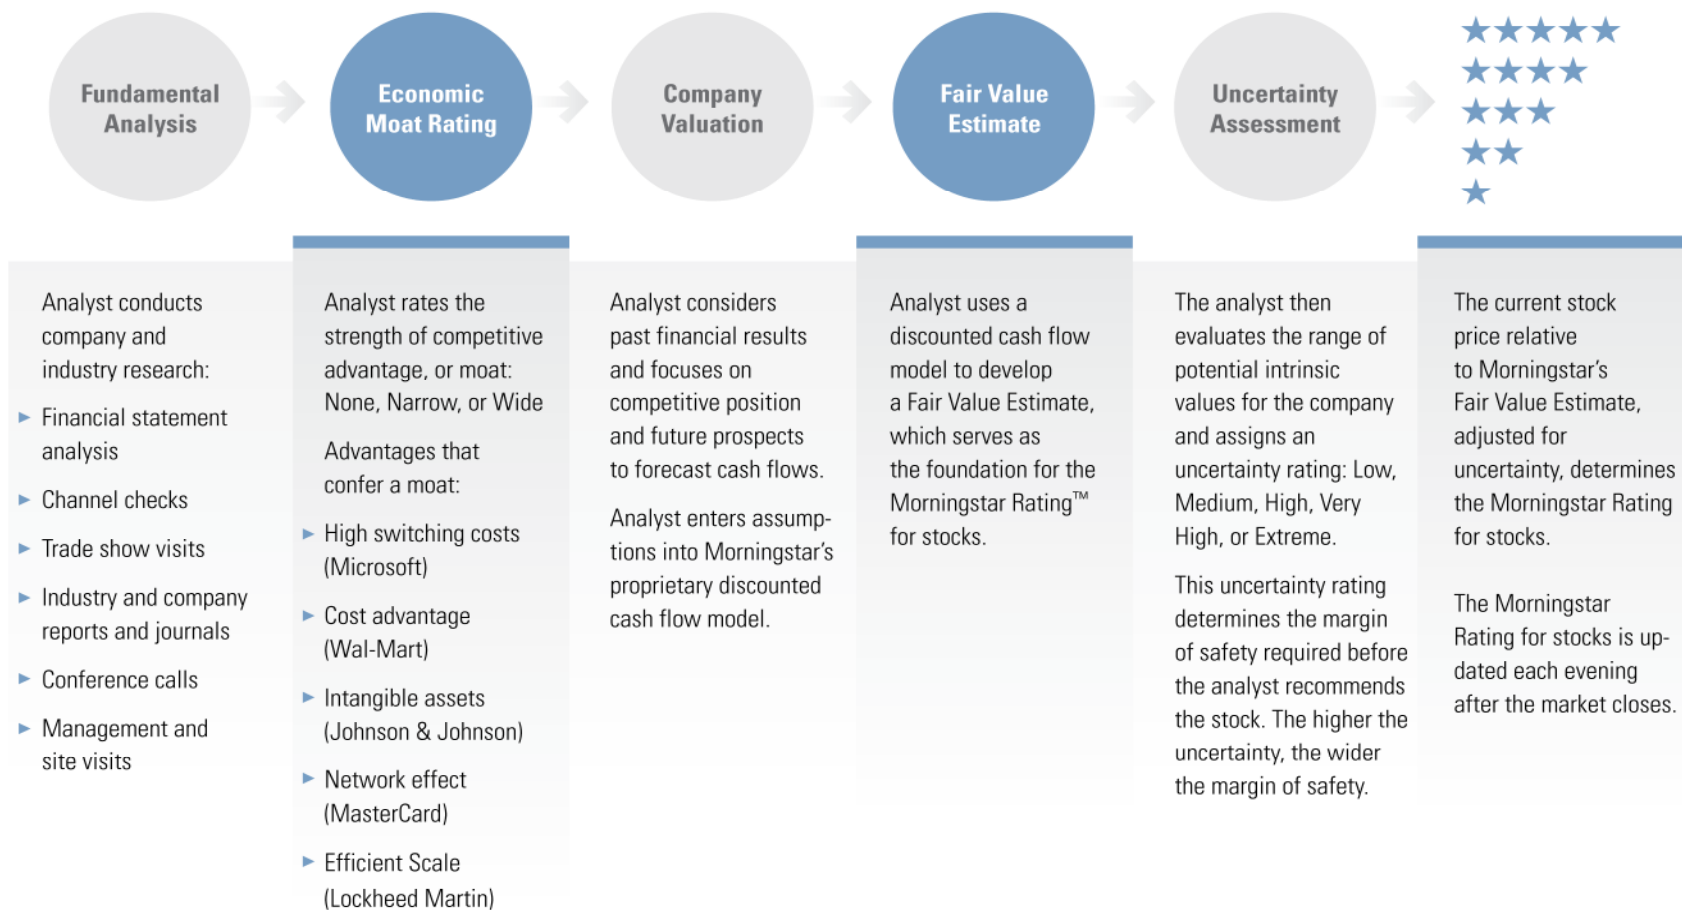 Fundamental
Analysis
Economic
Moat Rating
Company
Valuation
Fair Value
Estimate
Uncertainty
Assessment
Analyst conducts
company and
industry research:
Financial statement
analysis
Channel checks
Trade show visits
Industry and company
reports and journals
Conference calls
Management and
site visits
Analyst rates the
strength of competitive
advantage, or moat:
None, Narrow, or Wide
Advantages that
confer a moat:
High switching costs
(Microsoft)
Cost advantage
(Wal-Mart)
Intangible assets
(Johnson & Johnson)
Network effect
(MasterCard)
Efficient Scale
(Lockheed Martin)
Analyst considers
past financial results
and focuses on
competitive position
and future prospects
to forecast cash flows.
Analyst enters assump-
tions into Morningstar's
proprietary discounted
cash flow model.
Analyst uses a
discounted cash flow
model to develop
a Fair Value Estimate,
which serves as
the foundation for the
Morningstar Rating™
for stocks.
The analyst then
evaluates the range of
potential intrinsic
values for the company
and assigns an
uncertainty rating: Low,
Medium, High, Very
High, or Extreme.
This uncertainty rating
determines the margin
of safety required before
the analyst recommends
the stock. The higher the
uncertainty, the wider
the margin of safety.
The current stock
price relative
to Morningstar's
Fair Value Estimate,
adjusted for
uncertainty, determines
the Morningstar Rating
for stocks.
The Morningstar
Rating for stocks is up-
dated each evening
after the market closes.